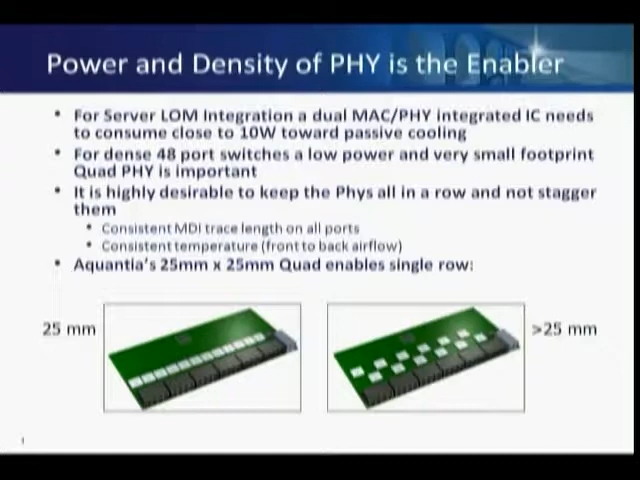 Power and Density of PHY is the Enabler
• For Server LOM Integration a dual MAC/PHY integrated IC needs
to consume close to 10W toward passive cooling
• For dense 48 port switches a low power and very small footprint
Quad PHY is important
• It is highly desirable to keep the Phys all in a row and not stagger
them
• Consistent MDI trace length on all ports
• Consistent temperature (front to back airflow)
• Aquantia's 25mm x 25mm Quad enables single row:
25 mm
>25 mm